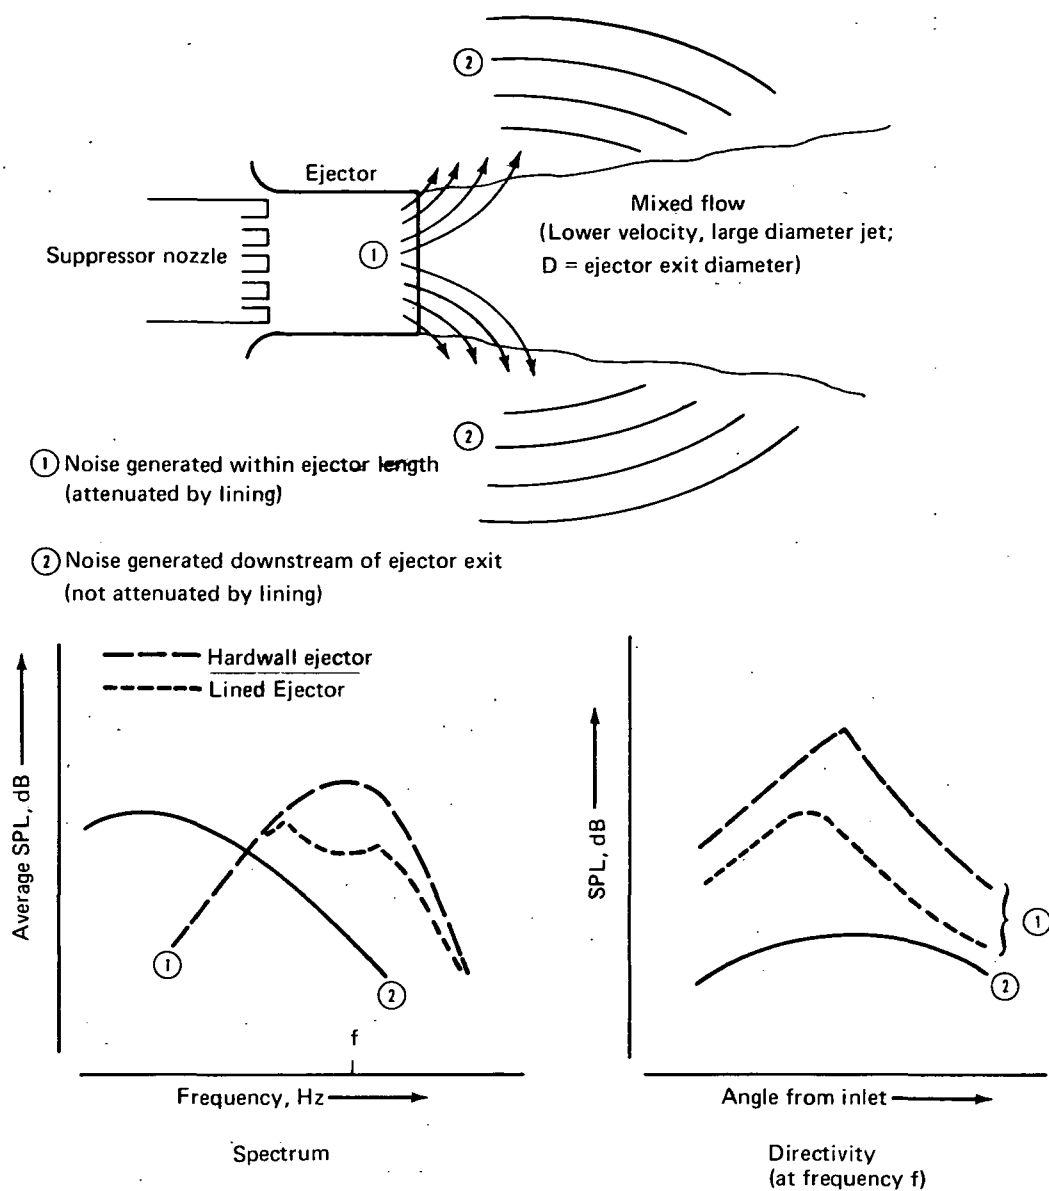 ②
Ejector
Mixed flow
(Lower velocity, large diameter jet;
D = ejector exit diameter)
Suppressor nozzle
①
②
① Noise generated within ejector length
(attenuated by lining)
② Noise generated downstream of ejector exit
(not attenuated by lining)
Hardwall ejector
Lined Ejector
Average SPL, dB
①
②
f
Frequency, Hz
Spectrum
SPL, dB
①
②
Angle from inlet
Directivity
(at frequency f)